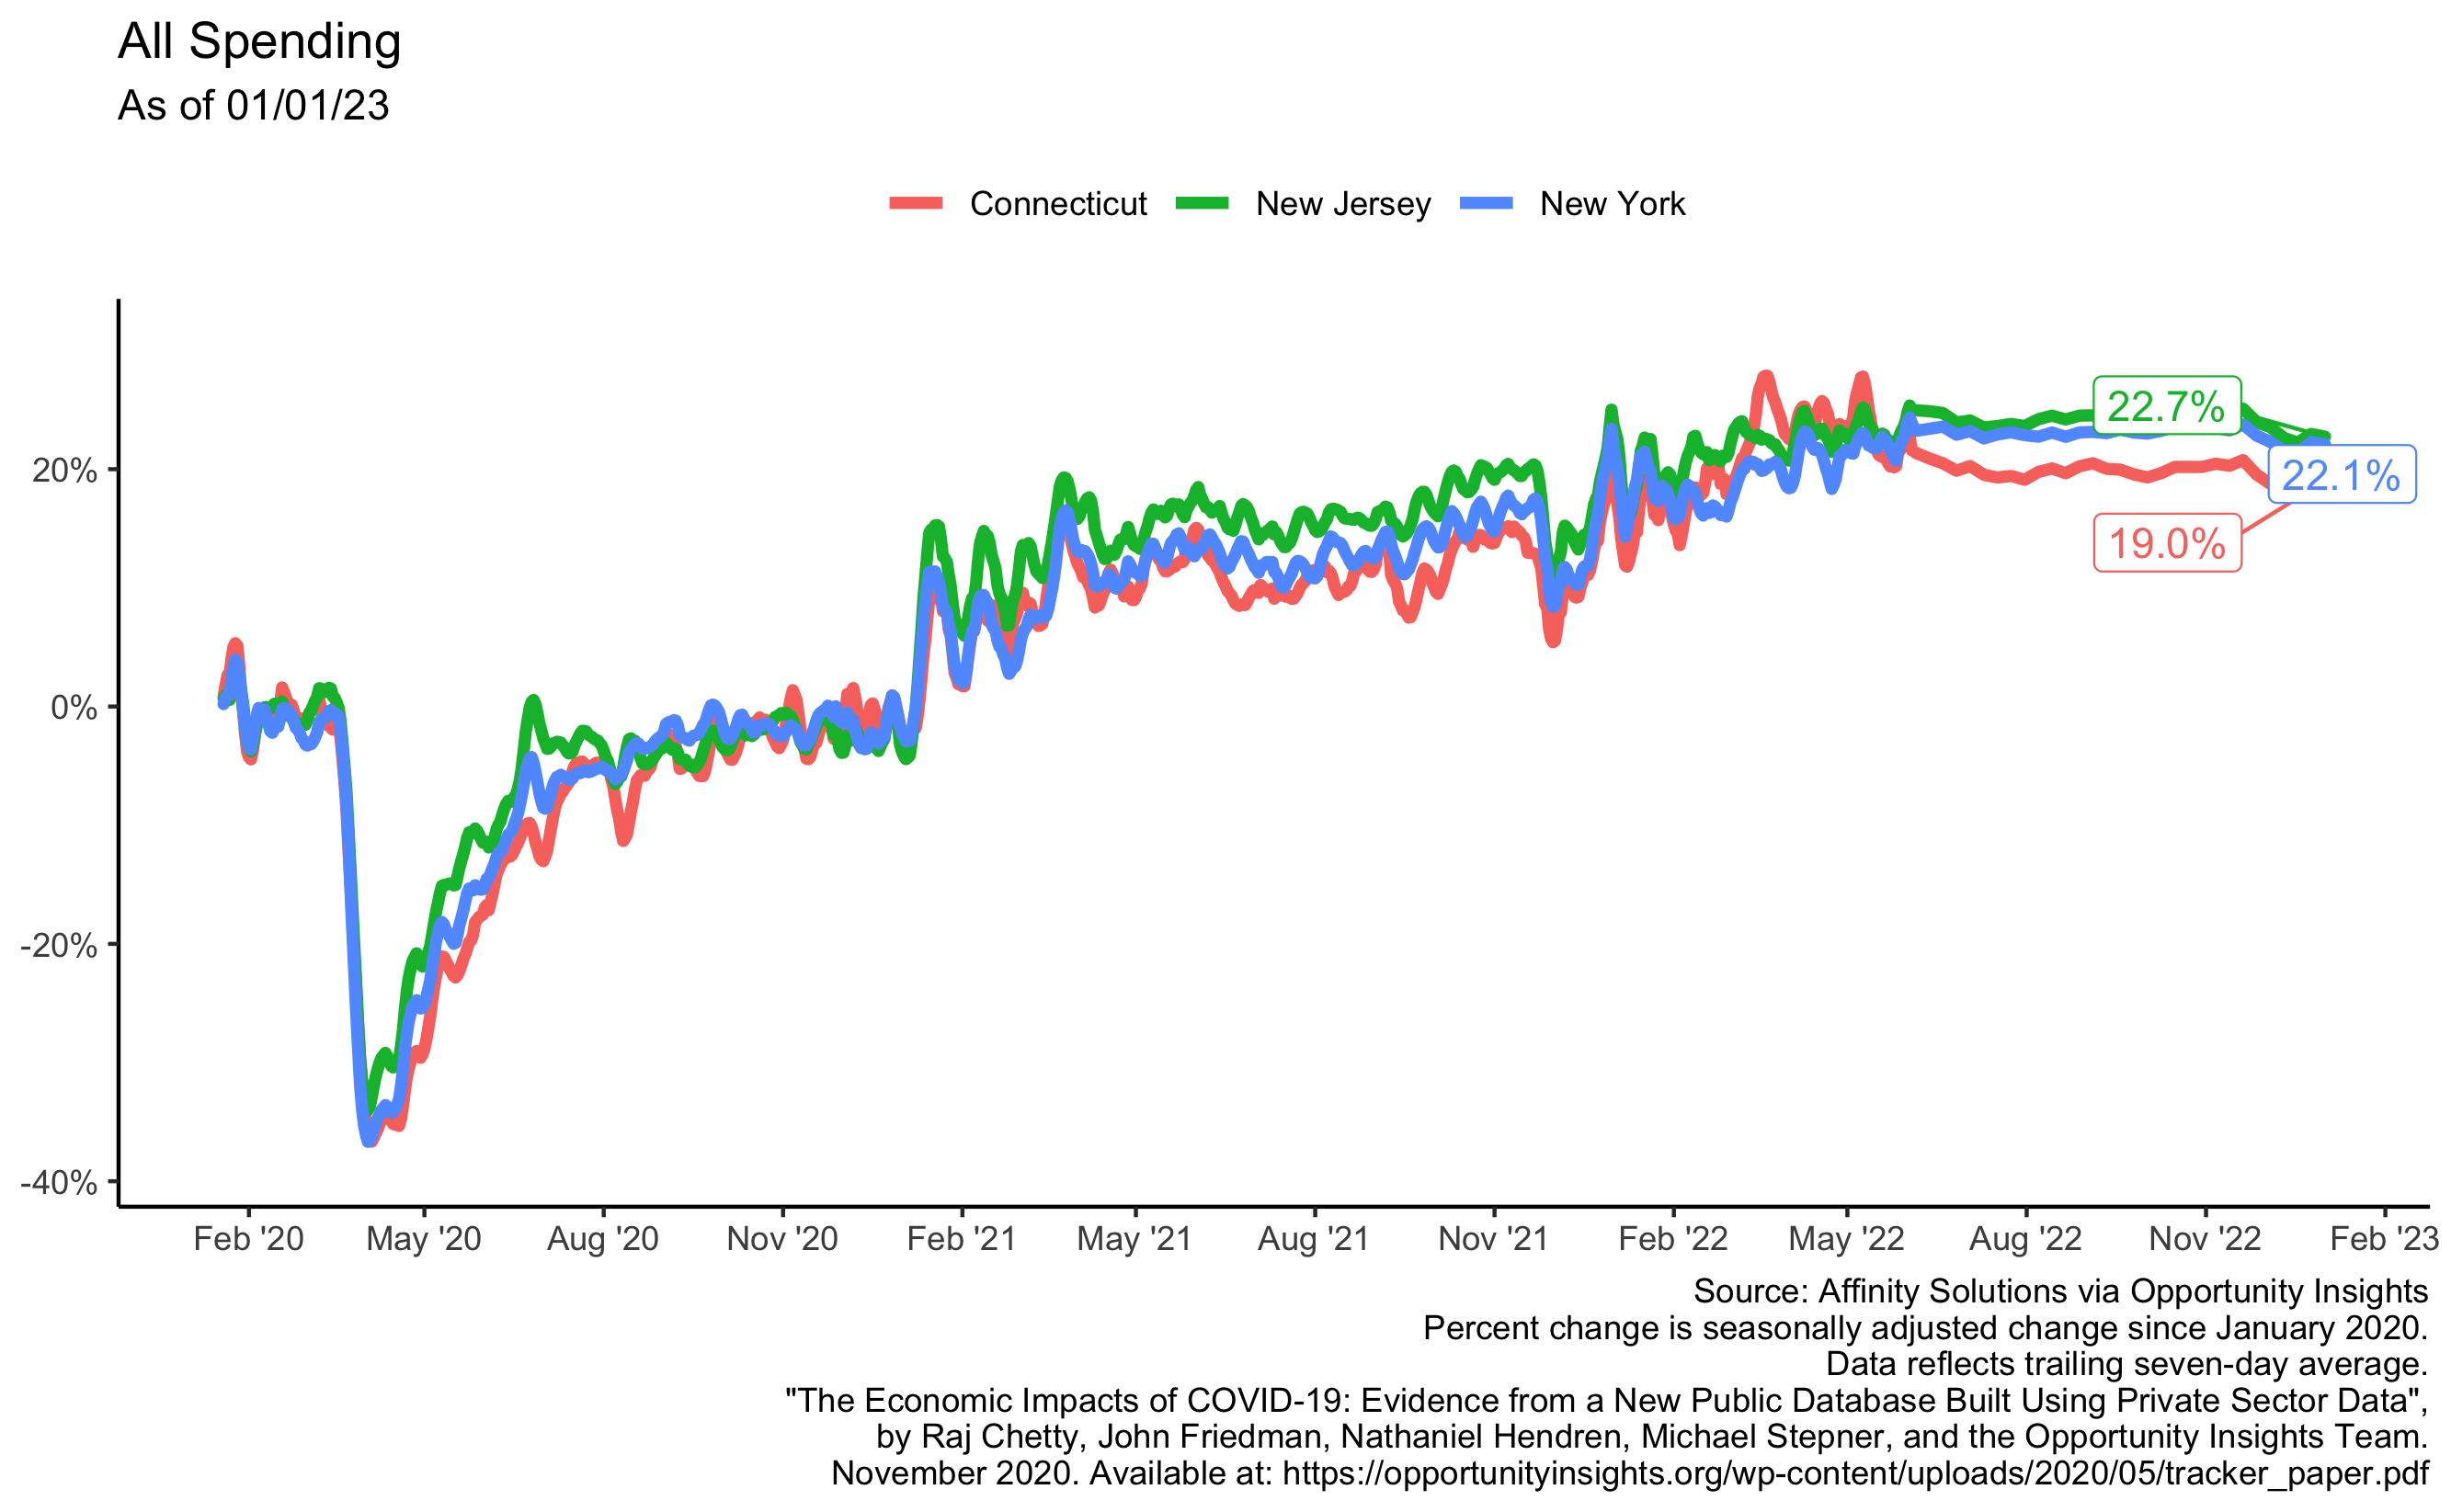 All Spending
As of 01/01/23
Connecticut New Jersey New York
20%
0%
-20%
-40%
22.7%
22.1%
19.0%
Feb '20 May '20 Aug '20 Nov '20 Feb '21 May '21 Aug '21 Nov '21 Feb '22 May '22 Aug '22 Nov '22 Feb '23
Source: Affinity Solutions via Opportunity Insights
Percent change is seasonally adjusted change since January 2020.
Data reflects trailing seven-day average.
"The Economic Impacts of COVID-19: Evidence from a New Public Database Built Using Private Sector Data",
by Raj Chetty, John Friedman, Nathaniel Hendren, Michael Stepner, and the Opportunity Insights Team.
November 2020. Available at: https://opportunityinsights.org/wp-content/uploads/2020/05/tracker_paper.pdf